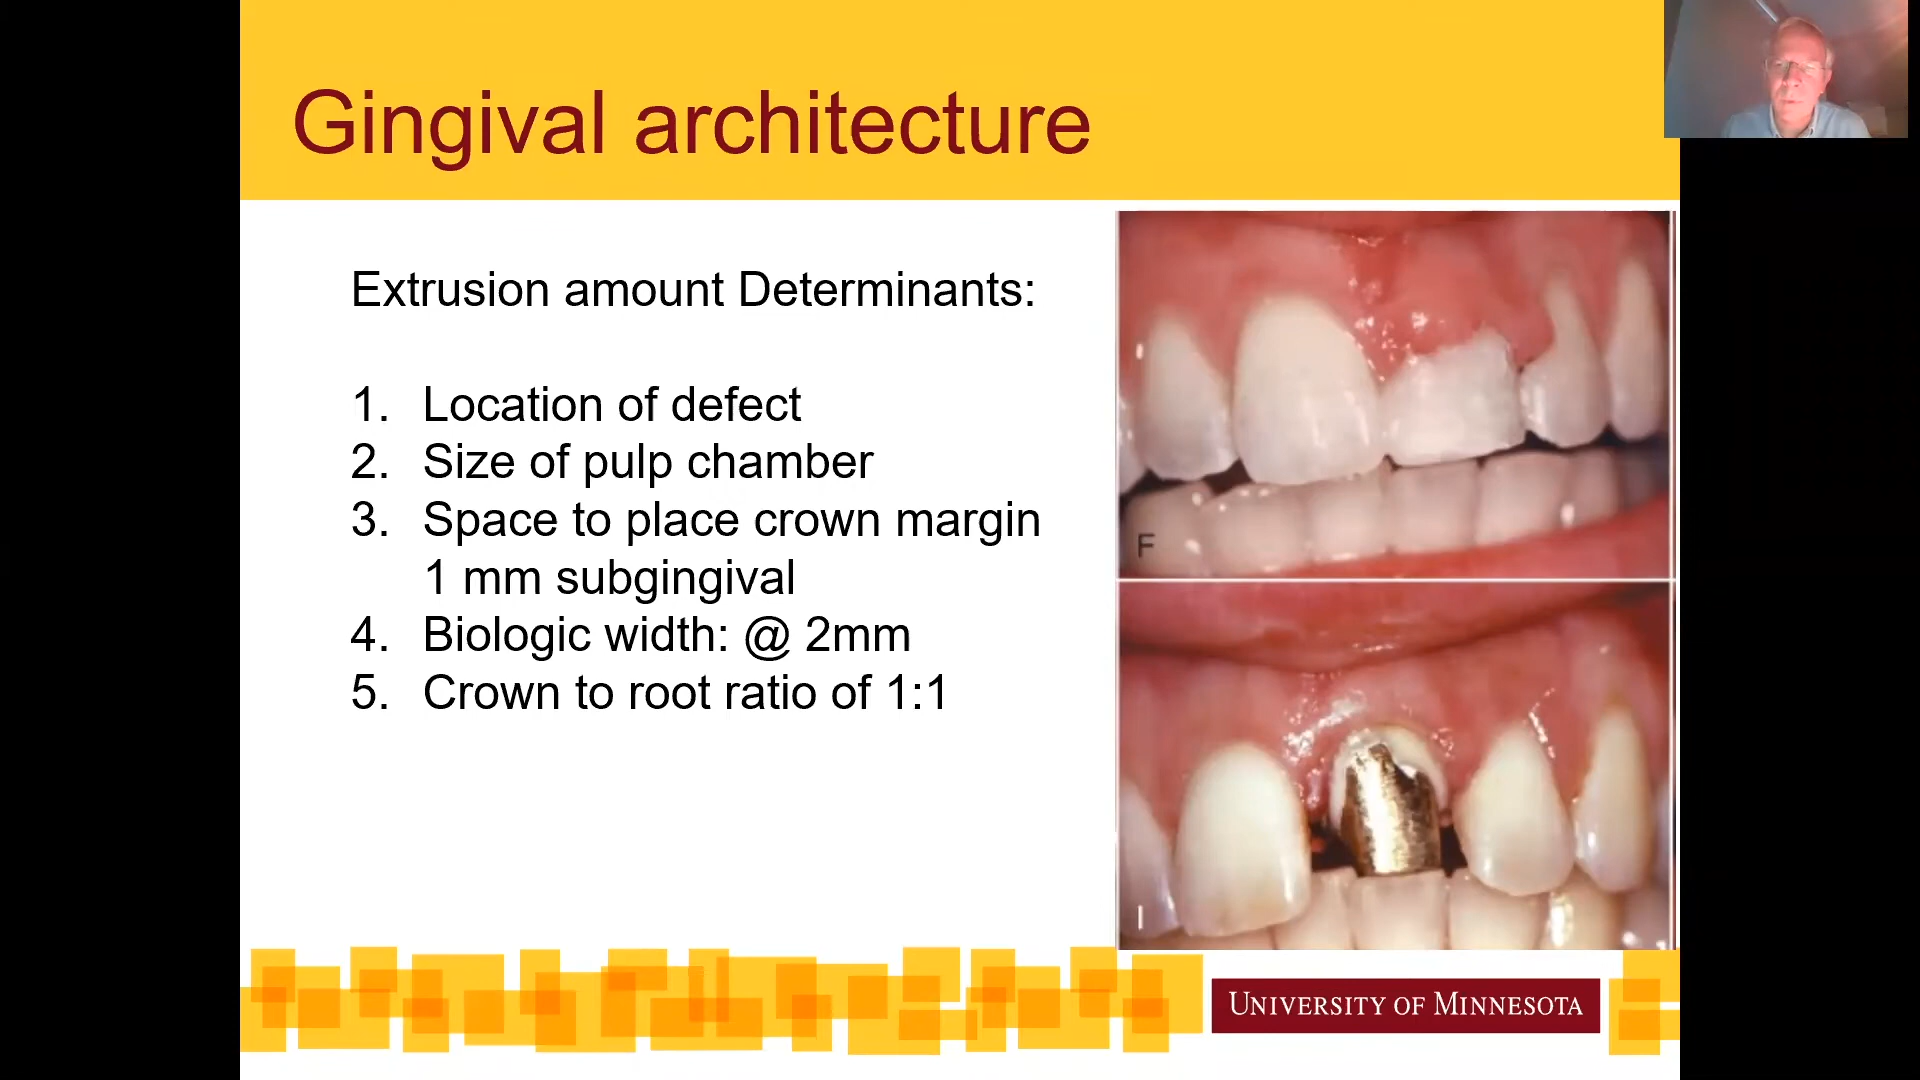 Gingival architecture
Extrusion amount Determinants:
1. Location of defect
2. Size of pulp chamber
3. Space to place crown margin
1 mm subgingival
4. Biologic width: @ 2mm
5. Crown to root ratio of 1:1
F
I
UNIVERSITY OF MINNESOTA